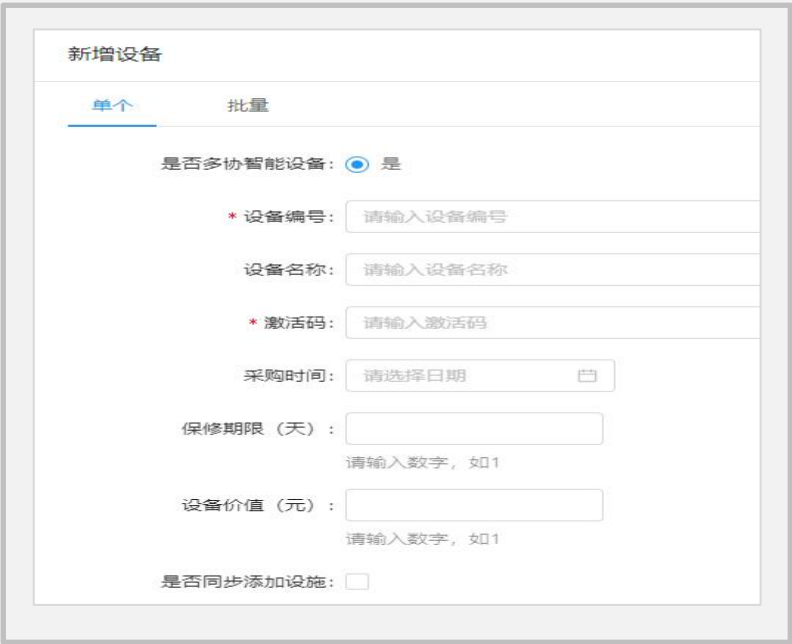 新增设备
单个 批量
是否多协智能设备: 是
* 设备编号: 请输入设备编号
设备名称: 请输入设备名称
* 激活码: 请输入激活码
采购时间: 请选择日期
保修期限（天）:
请输入数字，如1
设备价值（元）:
请输入数字，如1
是否同步添加设施: